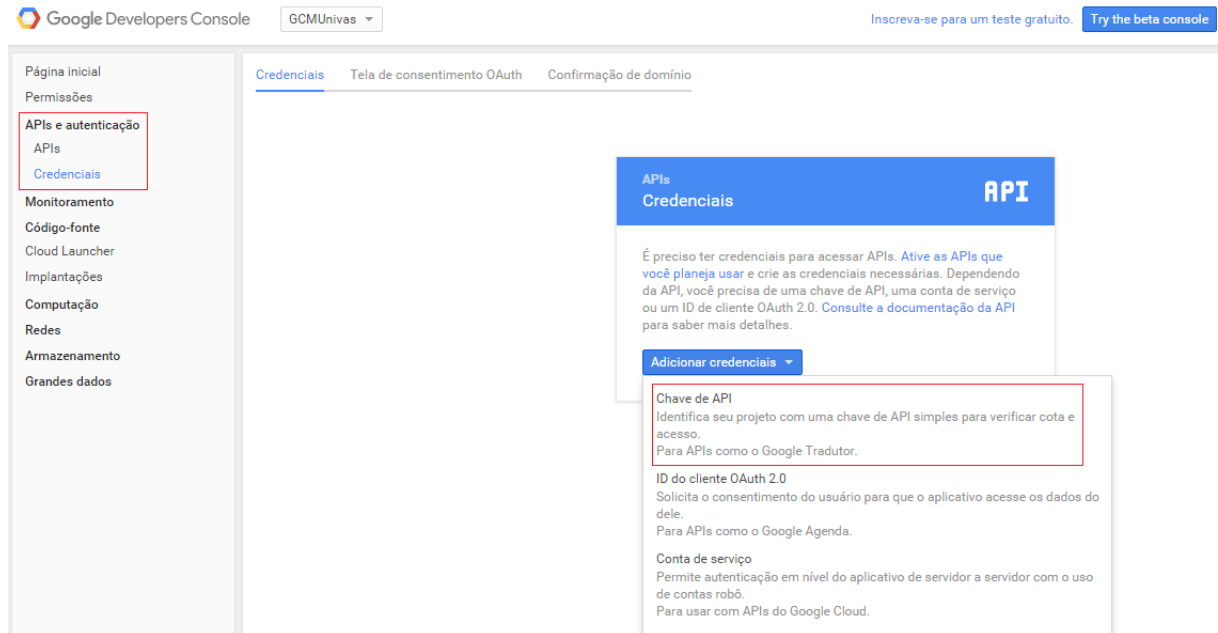 Google Developers Console
GCMUnivas
Inscreva-se para um teste gratuito.
Try the beta console
Página inicial
Permissões
APIs e autenticação
APIs
Credenciais
Monitoramento
Código-fonte
Cloud Launcher
Implantações
Computação
Redes
Armazenamento
Grandes dados
Credenciais
Tela de consentimento OAuth
Confirmação de domínio
APIs
Credenciais
API
É preciso ter credenciais para acessar APIs. Ative as APIs que
você planeja usar e crie as credenciais necessárias. Dependendo
da API, você precisa de uma chave de API, uma conta de serviço
ou um ID de cliente OAuth 2.0. Consulte a documentação da API
para saber mais detalhes.
Adicionar credenciais
Chave de API
Identifica seu projeto com uma chave de API simples para verificar cota e
acesso.
Para APIs como o Google Tradutor.
ID do cliente OAuth 2.0
Solicita o consentimento do usuário para que o aplicativo acesse os dados do
dele.
Para APIs como o Google Agenda.
Conta de serviço
Permite autenticação em nível do aplicativo de servidor a servidor com o uso
de contas robô.
Para usar com APIs do Google Cloud.